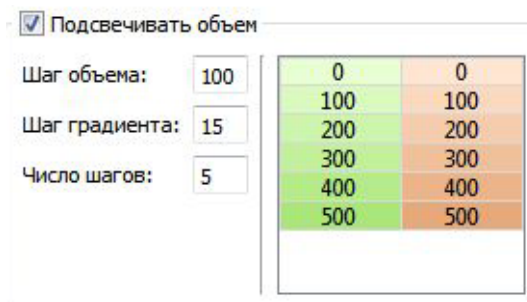 Подсвечивать объем
Шаг объема: 100
Шаг градиента: 15
Число шагов: 5
0 0
100 100
200 200
300 300
400 400
500 500